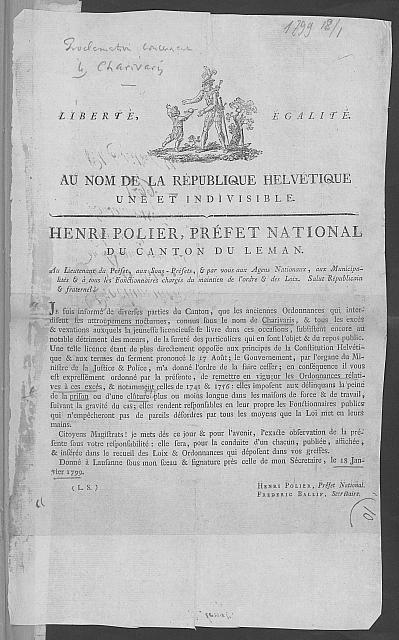 1799 18/1
Proclamation concernant
les Charivaris
LIBERTÉ, ÉGALITÉ.
AU NOM DE LA RÉPUBLIQUE HELVETIQUE
UNE ET INDIVISIBLE.
HENRI POLIER, PRÉFET NATIONAL
DU CANTON DU LEMAN.
Au Lieutenant du Préfet, aux Sous-Préfets, & par vous aux Agens Nationaux, aux Municipa-
lités & à tous les Fonctionaires chargés du maintien de l'ordre & des Loix. Salut Républicain
& fraternel!
Je suis informé de diverses parties du Canton, que les anciennes Ordonnances qui inter-
disent les attroupemens nocturnes, connus sous le nom de Charivaris, & tous les excès
& vexations auxquels la jeunesse licencieuse se livre dans ces occasions, subsistent encore au
notable détriment des mœurs, de la sureté des particuliers qui en sont l'objet & du repos public.
Une telle licence étant de plus directement opposée aux principes de la Constitution Helvéti-
que & aux termes du serment prononcé le 17 Août; le Gouvernement, par l'organe du Mi-
nistre de la Justice & Police, m'a donné l'ordre de la faire cesser; en conséquence il vous
est expressément ordonné par la présente, de remettre en vigueur les Ordonnances relati-
ves à ces excès, & notamment celles de 1741 & 1776: elles imposent aux délinquans la peine
de la prison ou d'une clôture plus ou moins longue dans les maisons de force & de travail,
suivant la gravité du cas; elles rendent responsables en leur propre les Fonctionnaires publics
qui n'empêcheront pas de pareils désordres par tous les moyens que la Loi met en leurs
mains.
Citoyens Magistrats! je mets dès ce jour & pour l'avenir, l'exacte observation de la pré-
sente sous votre responsabilité: elle sera, pour la conduite d'un chacun, publiée, affichée,
& insérée dans le recueil des Loix & Ordonnances qui déposent dans vos greffes.
Donné à Lausanne sous mon sceau & signature près celle de mon Sécretaire, le 18 Jan-
vier 1799.
(L. S.) HENRI POLIER, Préfet National.
FREDERIC BALLIF, Secrétaire.
10